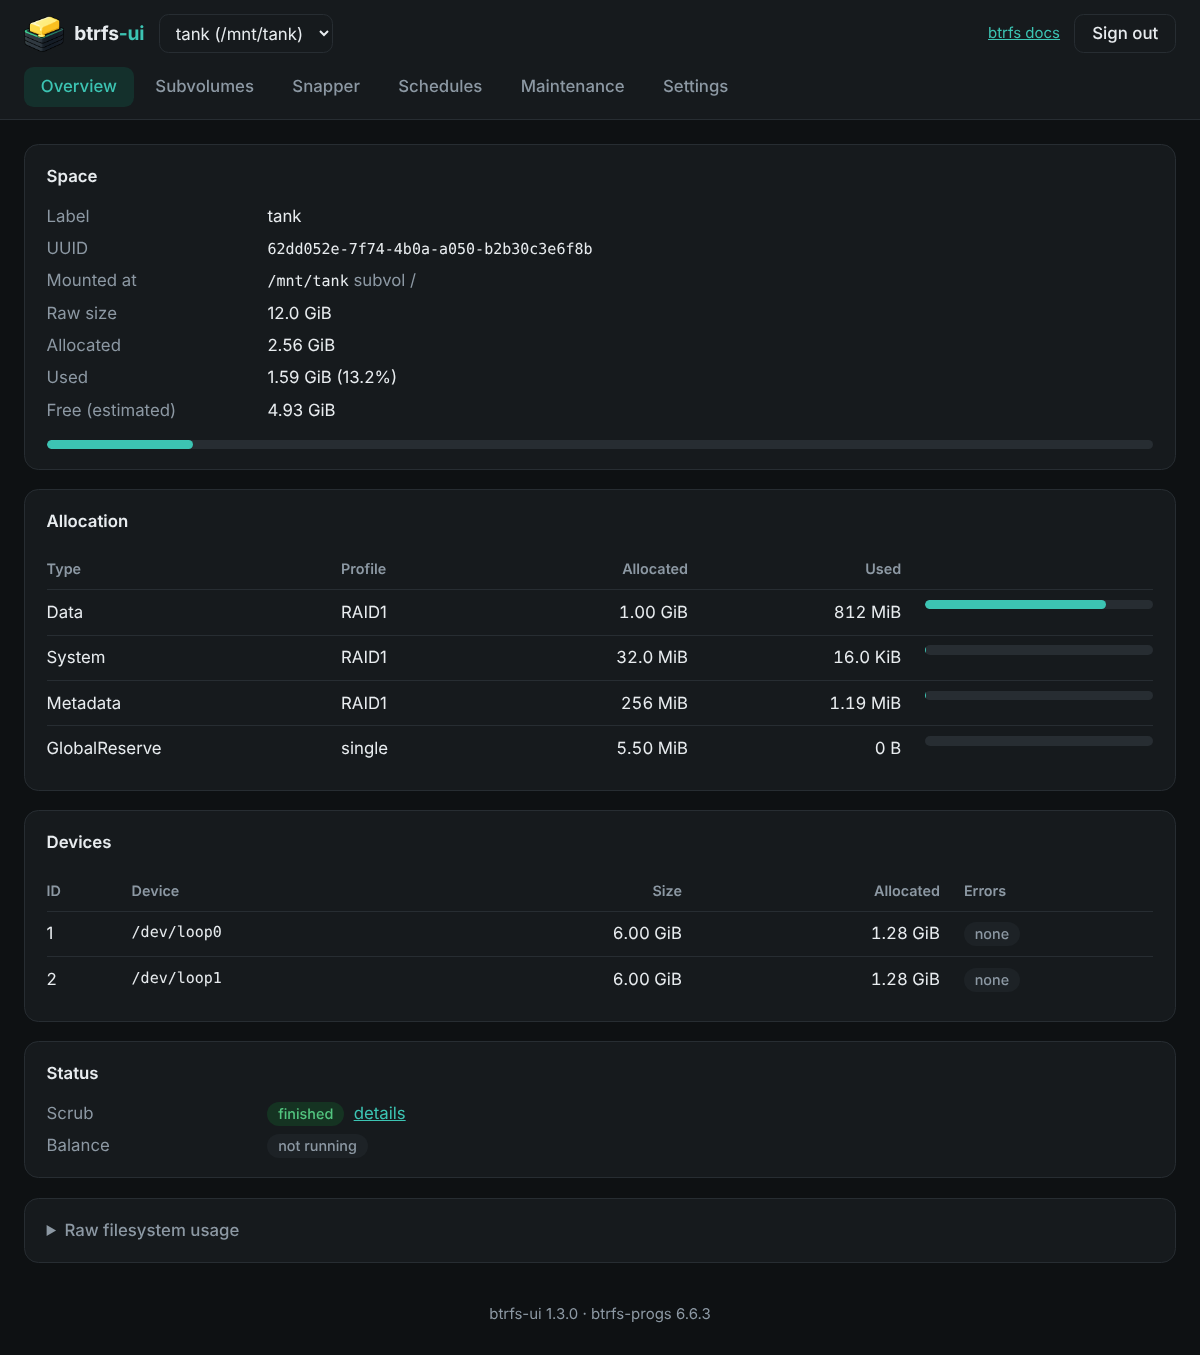 btrfs-ui tank (/mnt/tank) btrfs docs Sign out
Overview Subvolumes Snapper Schedules Maintenance Settings
Space
Label tank
UUID 62dd052e-7f74-4b0a-a050-b2b30c3e6f8b
Mounted at /mnt/tank subvol /
Raw size 12.0 GiB
Allocated 2.56 GiB
Used 1.59 GiB (13.2%)
Free (estimated) 4.93 GiB
Allocation
Type Profile Allocated Used
Data RAID1 1.00 GiB 812 MiB
System RAID1 32.0 MiB 16.0 KiB
Metadata RAID1 256 MiB 1.19 MiB
GlobalReserve single 5.50 MiB 0 B
Devices
ID Device Size Allocated Errors
1 /dev/loop0 6.00 GiB 1.28 GiB none
2 /dev/loop1 6.00 GiB 1.28 GiB none
Status
Scrub finished details
Balance not running
Raw filesystem usage
btrfs-ui 1.3.0 · btrfs-progs 6.6.3